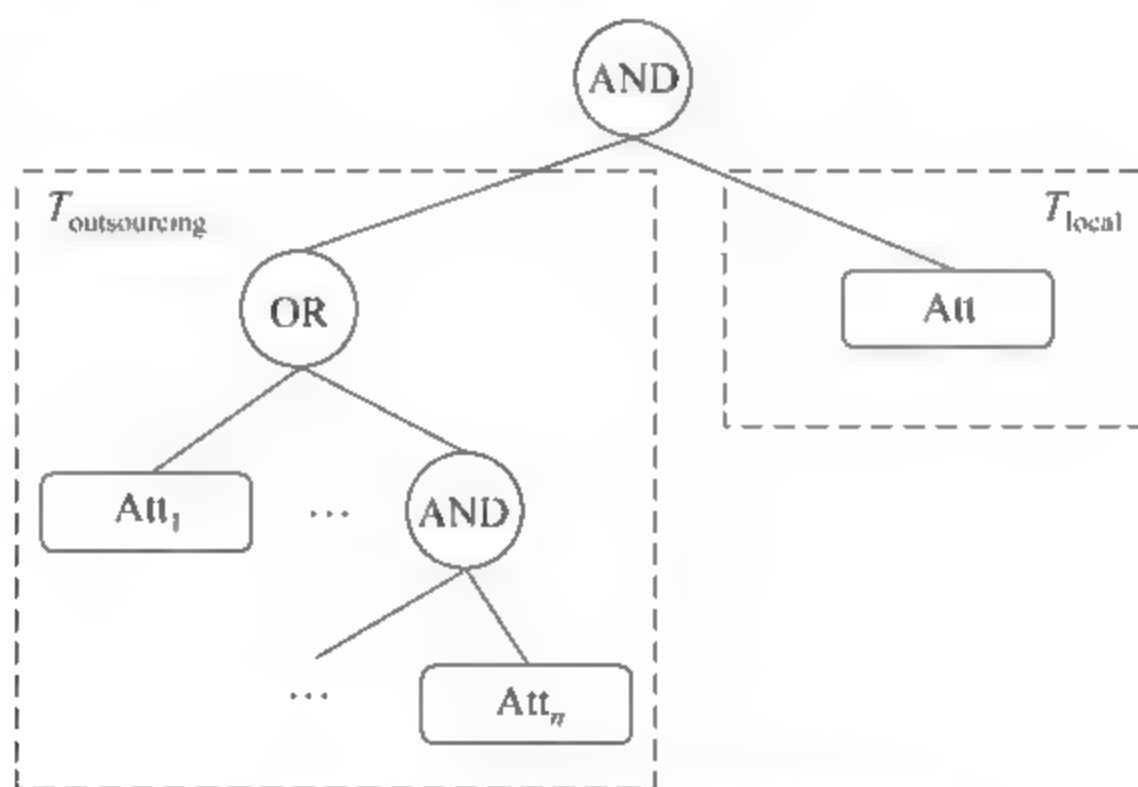 AND
T_outsourcing
T_local
OR
Att
Att_1
...
AND
...
Att_n